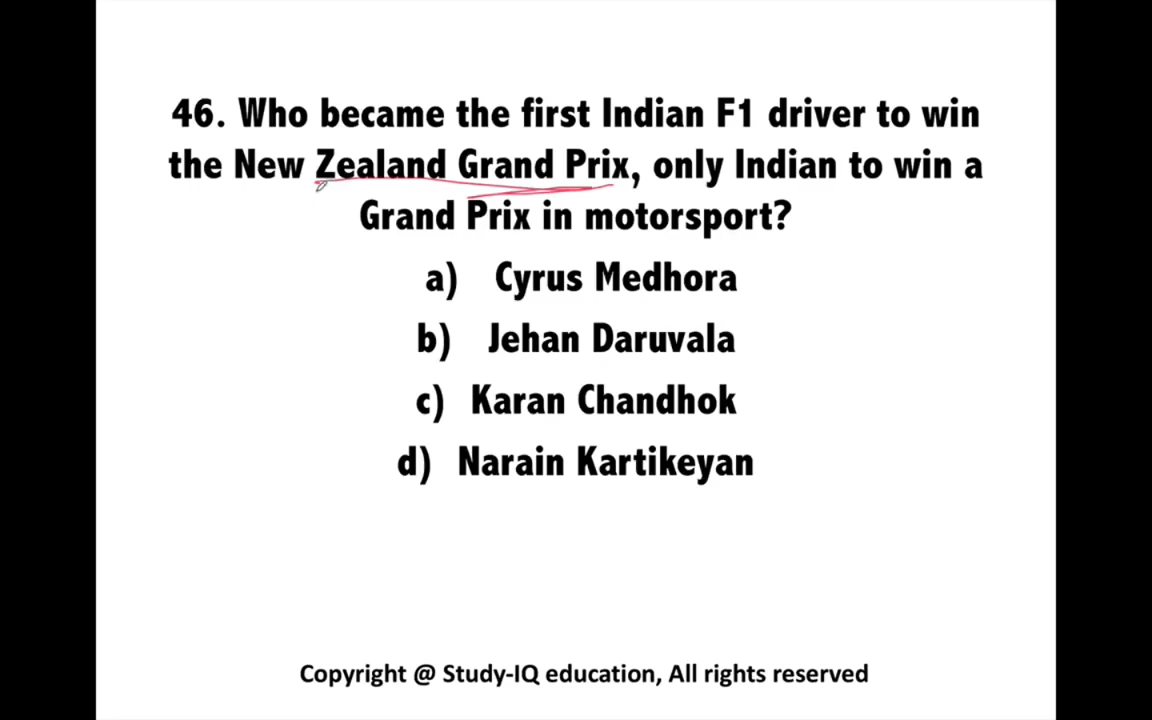 46. Who became the first Indian F1 driver to win
the New Zealand Grand Prix, only Indian to win a
Grand Prix in motorsport?
a) Cyrus Medhora
b) Jehan Daruvala
c) Karan Chandhok
d) Narain Kartikeyan
Copyright @ Study-IQ education, All rights reserved